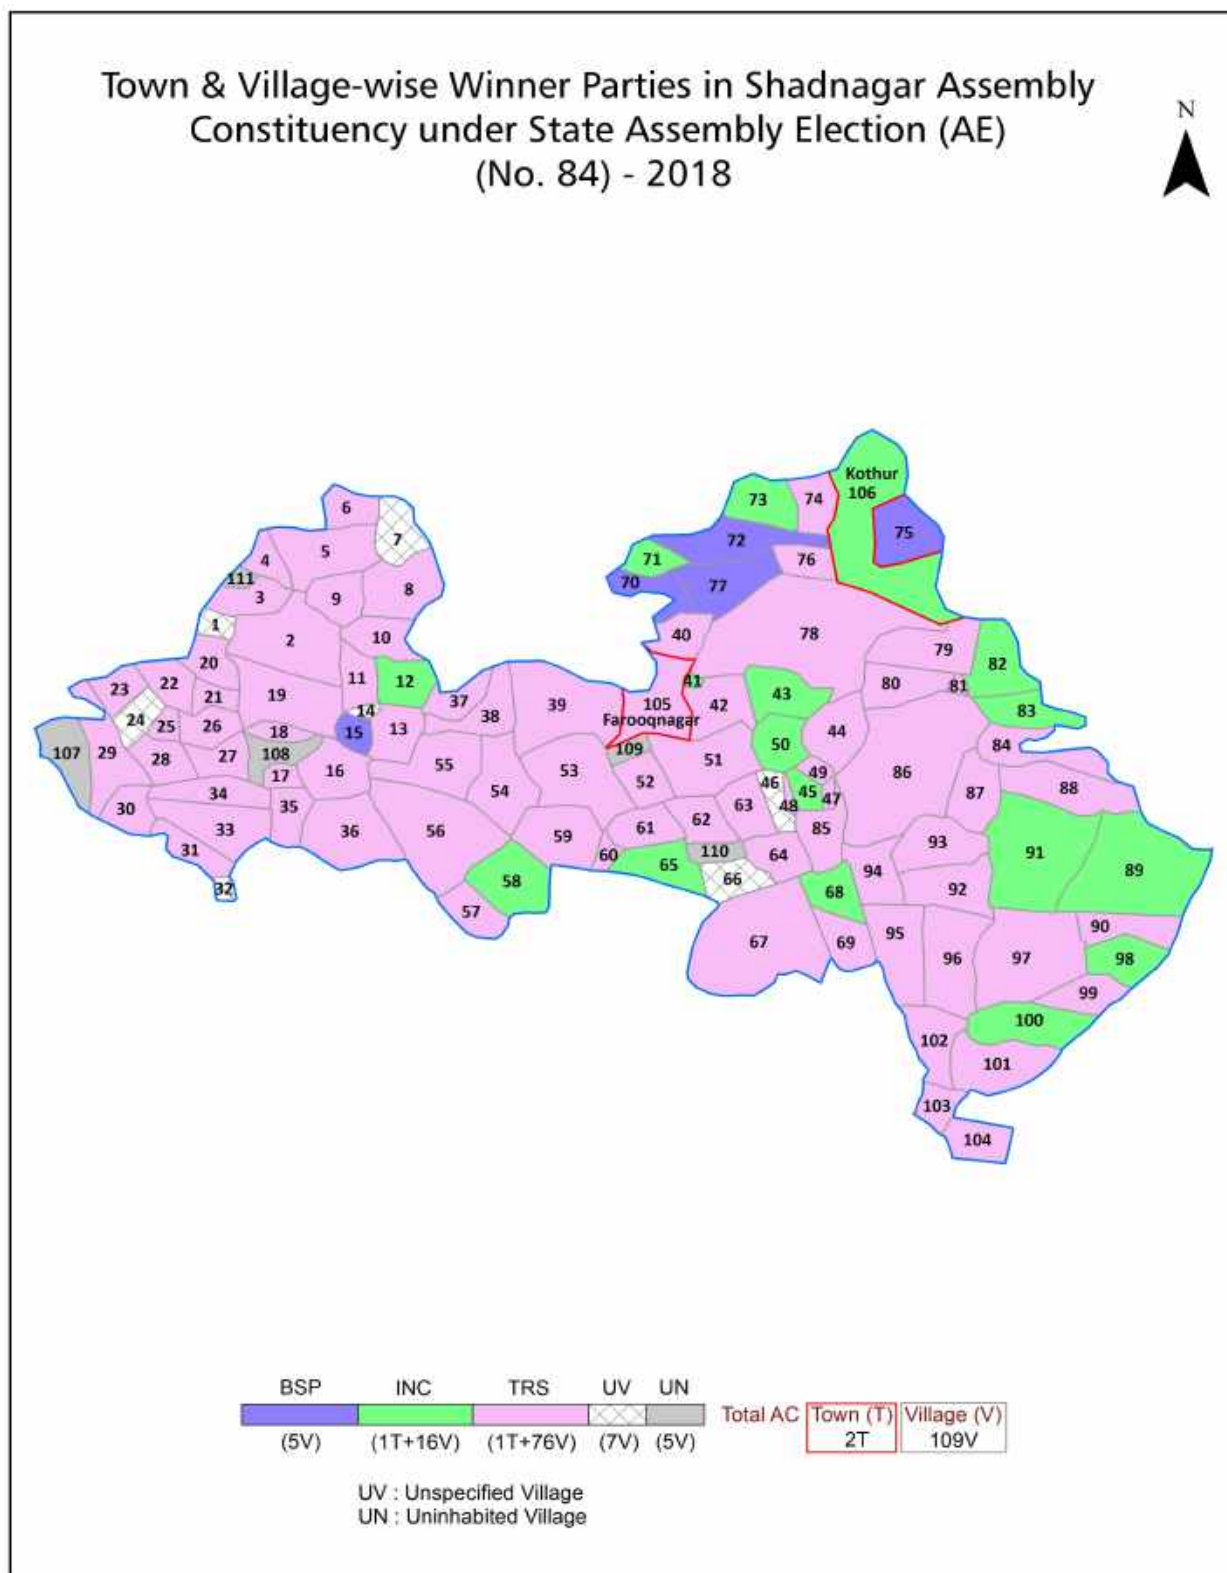 Town & Village-wise Winner Parties in Shadnagar Assembly
Constituency under State Assembly Election (AE)
(No. 84) - 2018
N
Kothur
73 74 106
6
7 72 75
5
4 71 76
111 70 77
3 9 8
1 40 78
2 10 79
20 82
23 22 11 12 41 80 81
21 19 37 39 105 42 43 83
24 14 38 Farooqnagar
25 26 18 15 13 44 84
107 29 28 27 108 109 50
17 16 55 53 51 49 86
34 54 52 46 45 47 87 88
30 35 63 48
33 36 56 59 61 62 85 93
31 60 110 64 91
32 58 65 66 94 89
57 68 92
67 69 95 90
96 97 98
99
100
102
101
103
104
BSP INC TRS UV UN
Total AC Town (T) Village (V)
(5V) (1T+16V) (1T+76V) (7V) (5V) 2T 109V
UV : Unspecified Village
UN : Uninhabited Village